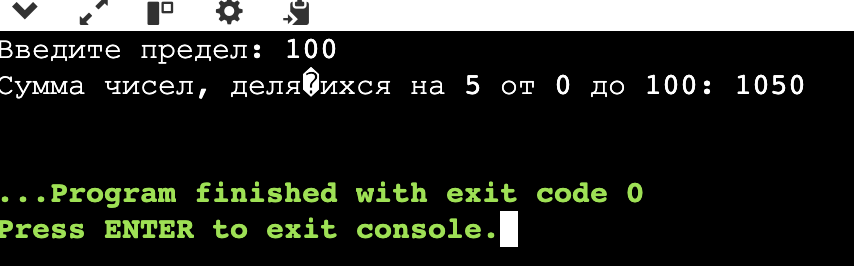 Введите предел: 100
Сумма чисел, деля�ихся на 5 от 0 до 100: 1050
...Program finished with exit code 0
Press ENTER to exit console.